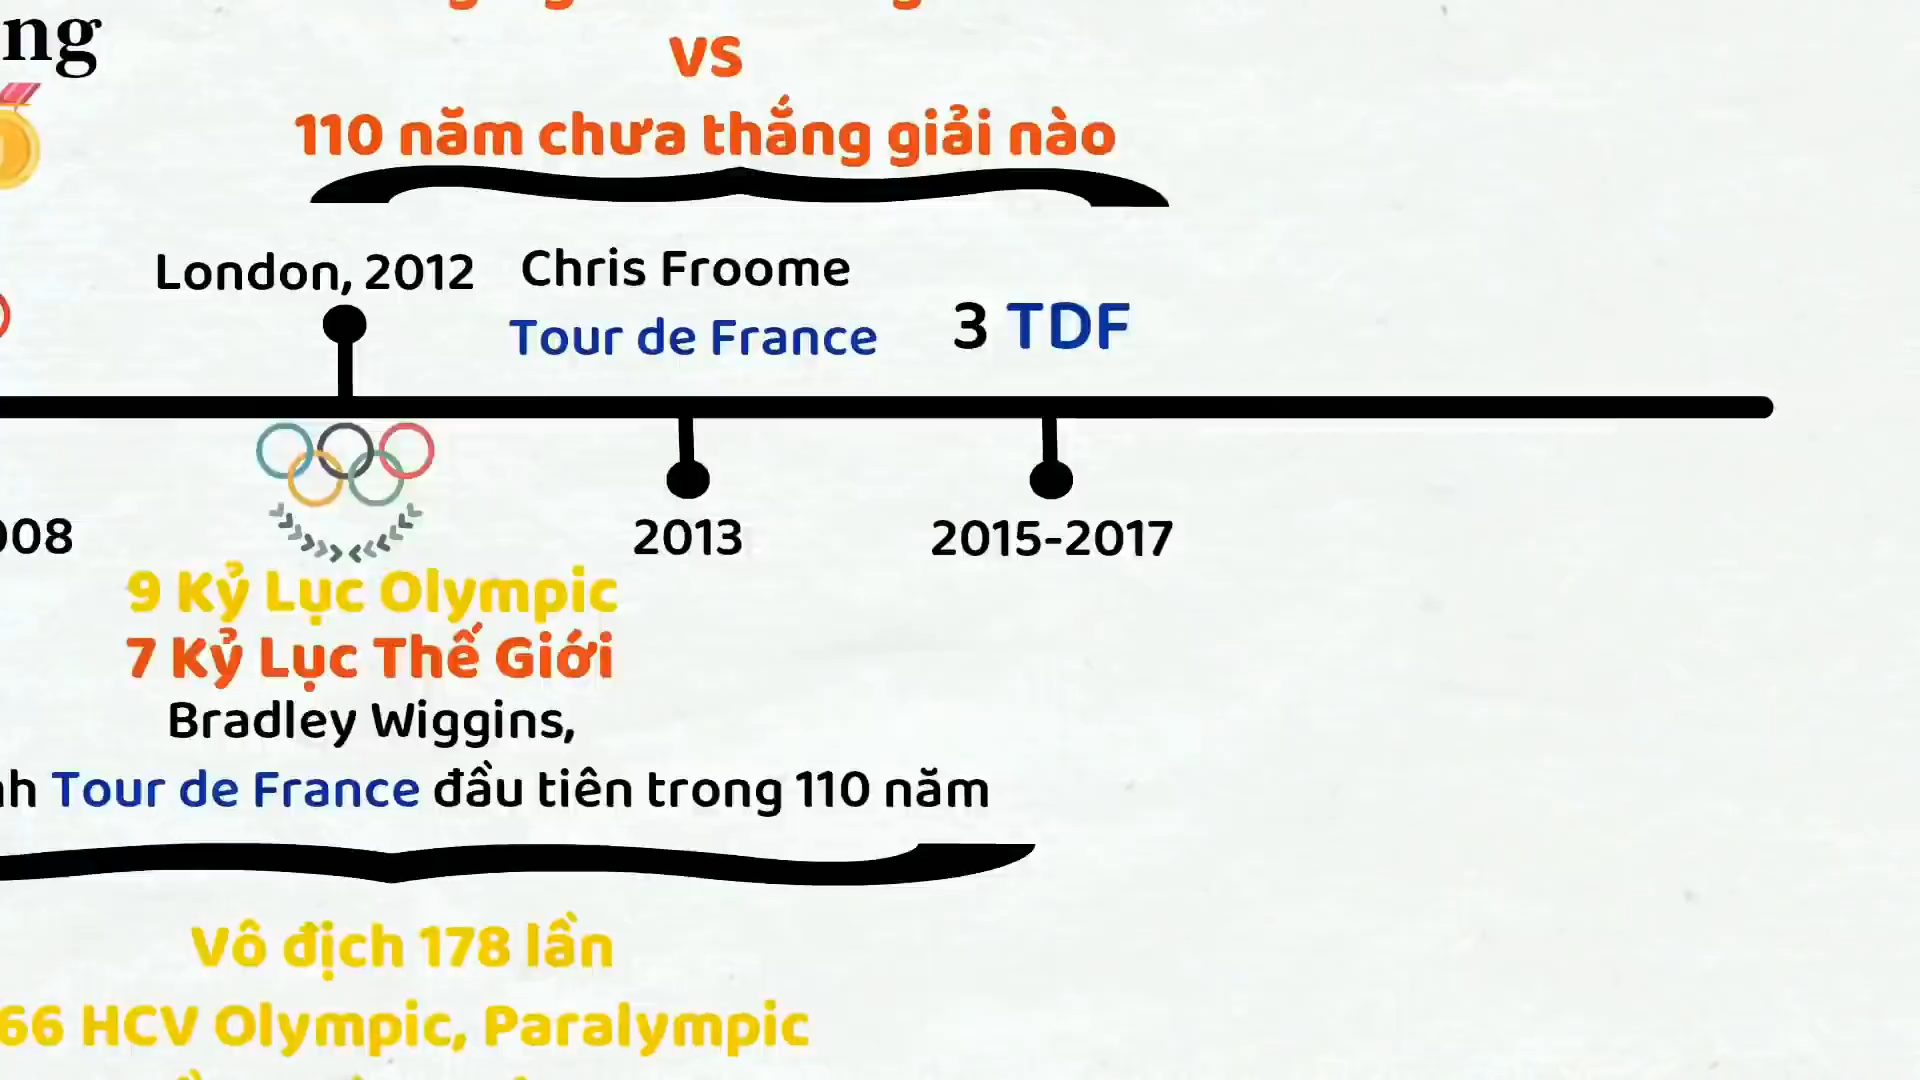 ng
VS
110 năm chưa thắng giải nào
London, 2012
Chris Froome
Tour de France
3 TDF
2013
2015-2017
08
9 Kỷ Lục Olympic
7 Kỷ Lục Thế Giới
Bradley Wiggins,
h Tour de France đầu tiên trong 110 năm
Vô địch 178 lần
66 HCV Olympic, Paralympic